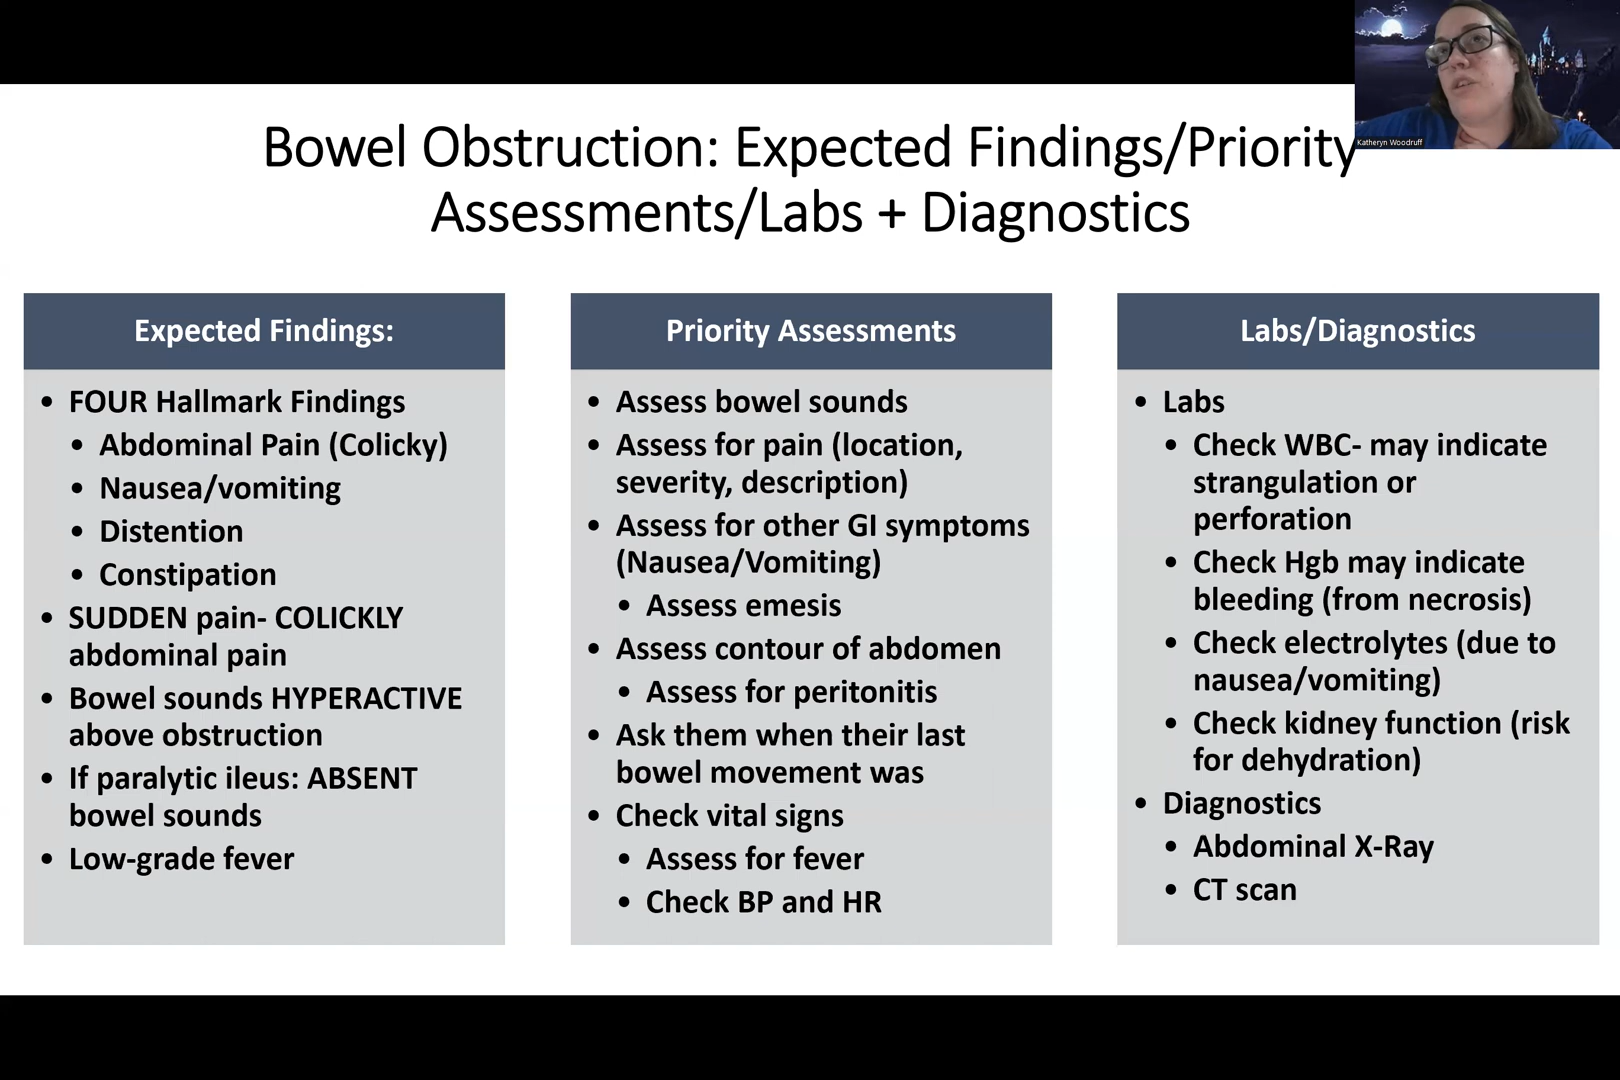 Bowel Obstruction: Expected Findings/Priority
Assessments/Labs + Diagnostics
Katheryn Woodruff
Expected Findings:
• FOUR Hallmark Findings
• Abdominal Pain (Colicky)
• Nausea/vomiting
• Distention
• Constipation
• SUDDEN pain- COLICKLY
abdominal pain
• Bowel sounds HYPERACTIVE
above obstruction
• If paralytic ileus: ABSENT
bowel sounds
• Low-grade fever
Priority Assessments
• Assess bowel sounds
• Assess for pain (location,
severity, description)
• Assess for other GI symptoms
(Nausea/Vomiting)
• Assess emesis
• Assess contour of abdomen
• Assess for peritonitis
• Ask them when their last
bowel movement was
• Check vital signs
• Assess for fever
• Check BP and HR
Labs/Diagnostics
• Labs
• Check WBC- may indicate
strangulation or
perforation
• Check Hgb may indicate
bleeding (from necrosis)
• Check electrolytes (due to
nausea/vomiting)
• Check kidney function (risk
for dehydration)
• Diagnostics
• Abdominal X-Ray
• CT scan